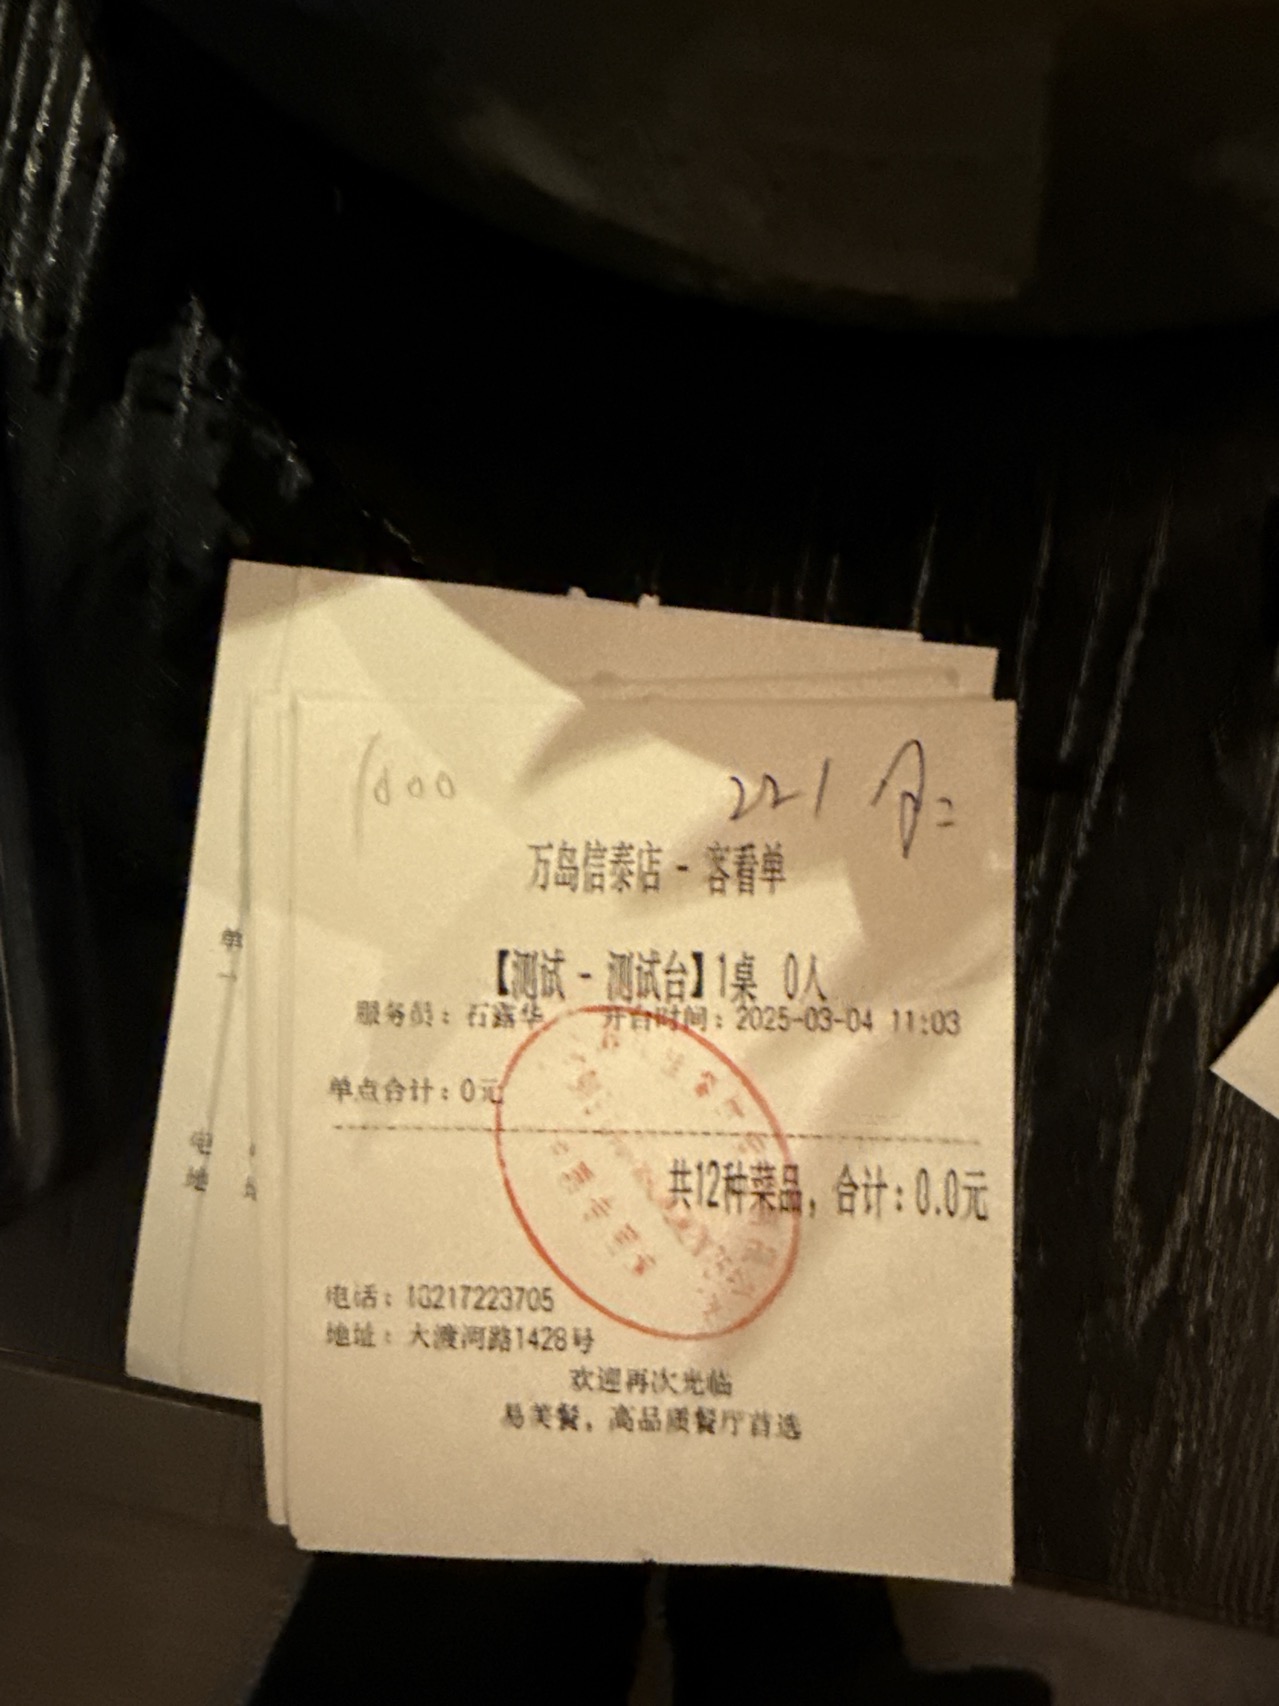 1000
221
万岛信泰店 - 客看单
【测试 - 测试台】1桌 0人
服务员：石露华 开台时间：2025-03-04 11:03
单点合计：0元
共12种菜品，合计：0.0元
电话：18217223705
地址：大渡河路1428号
欢迎再次光临
易美餐，高品质餐厅首选
单
电
地